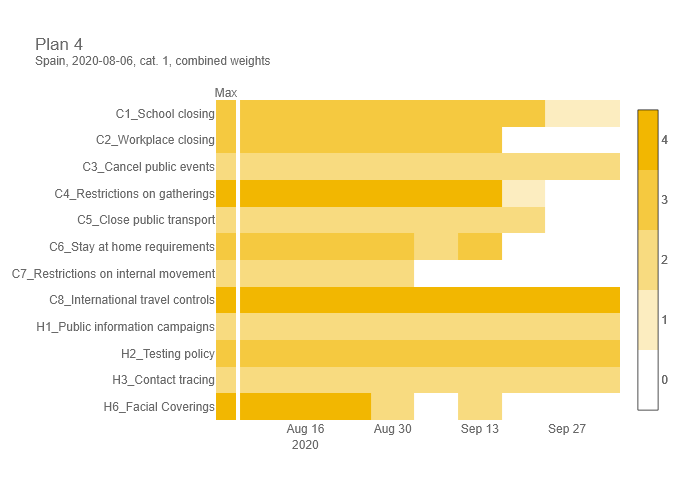 Plan 4
Spain, 2020-08-06, cat. 1, combined weights
Max
C1_School closing
C2_Workplace closing
C3_Cancel public events
C4_Restrictions on gatherings
C5_Close public transport
C6_Stay at home requirements
C7_Restrictions on internal movement
C8_International travel controls
H1_Public information campaigns
H2_Testing policy
H3_Contact tracing
H6_Facial Coverings
Aug 16 Aug 30 Sep 13 Sep 27
2020
4
3
2
1
0